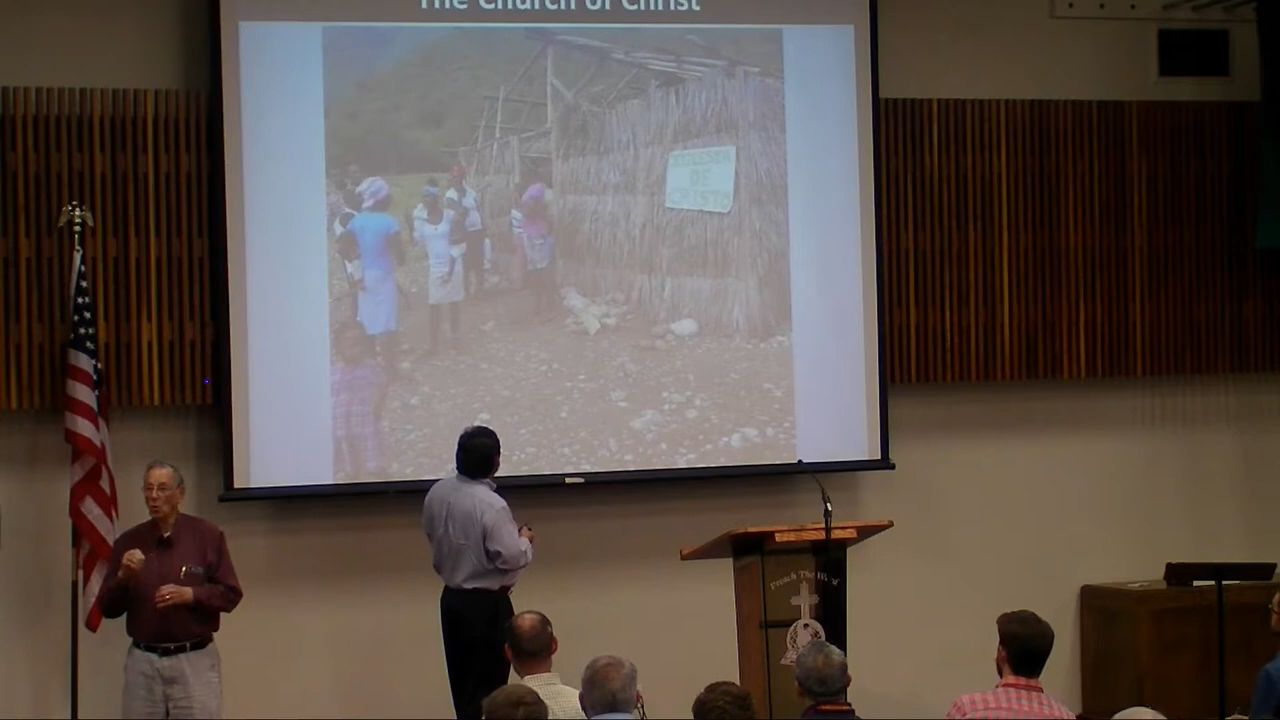 The Church of Christ
IGLESIA
DE
CRISTO
Preach The Word